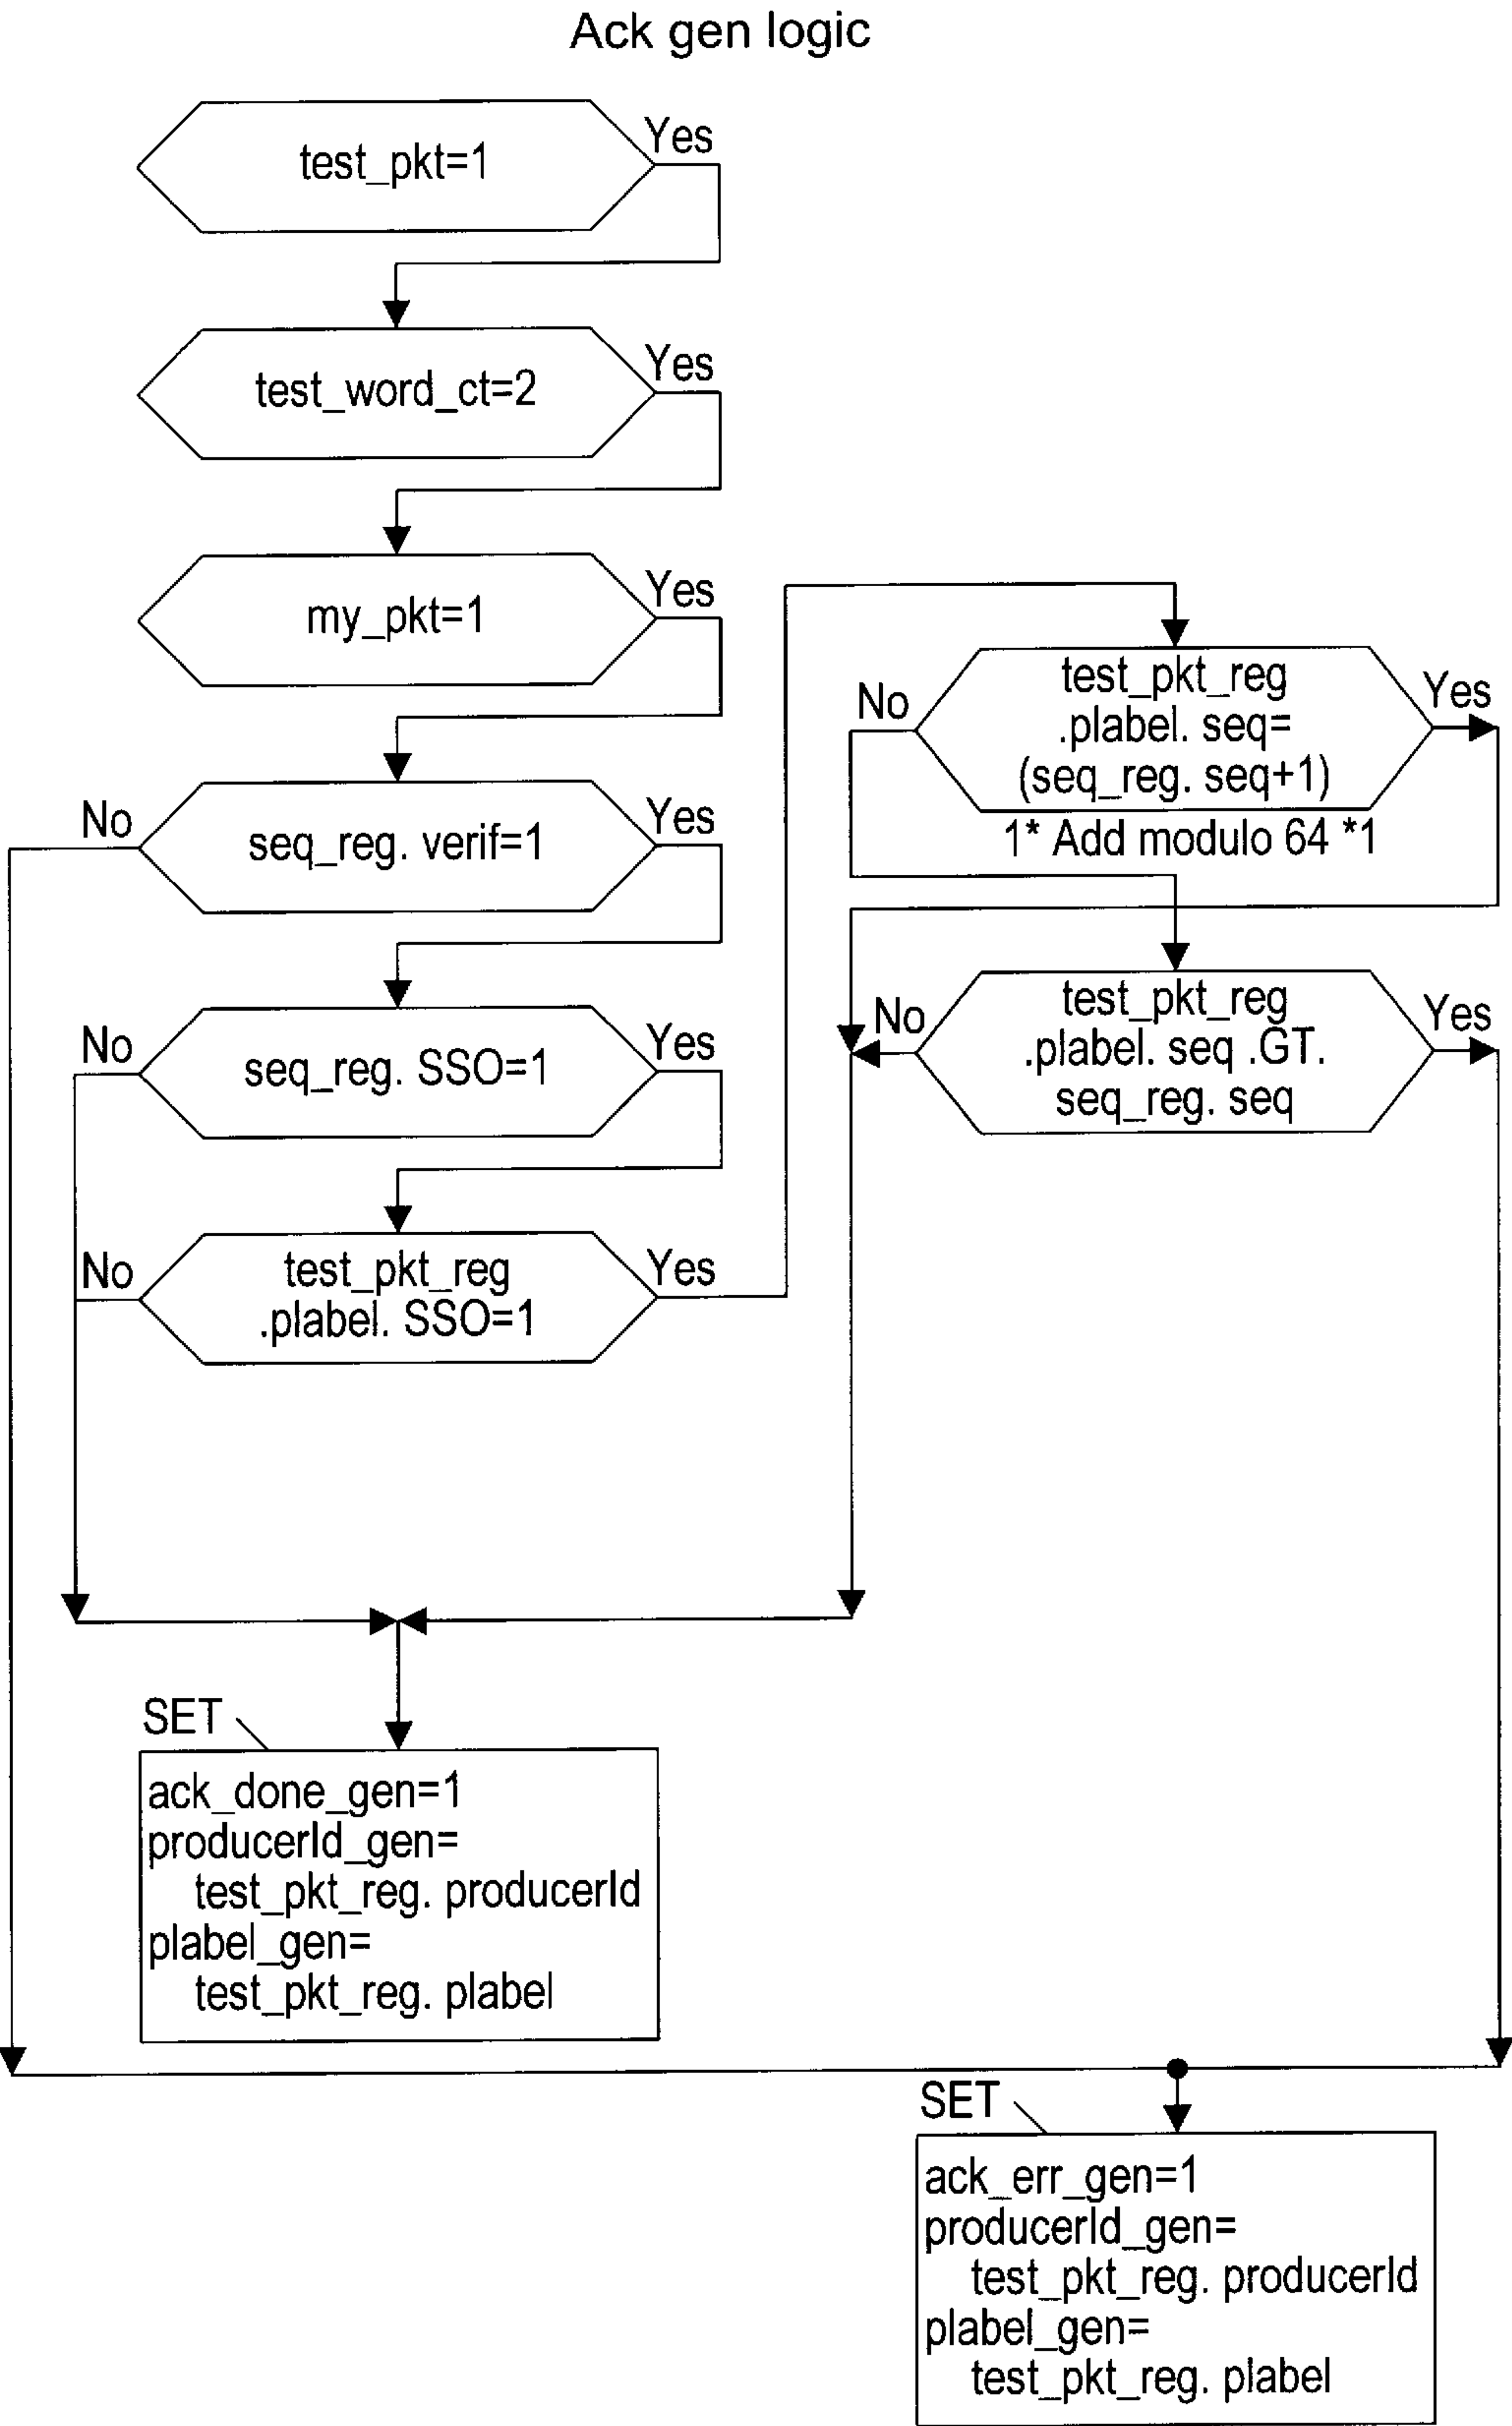 Ack gen logic
test_pkt=1
Yes
test_word_ct=2
Yes
my_pkt=1
Yes
No
seq_reg. verif=1
Yes
No
seq_reg. SSO=1
Yes
No
test_pkt_reg
.plabel. SSO=1
Yes
No
test_pkt_reg
.plabel. seq=
(seq_reg. seq+1)
Yes
1* Add modulo 64 *1
No
test_pkt_reg
.plabel. seq .GT.
seq_reg. seq
Yes
SET
ack_done_gen=1
producerId_gen=
test_pkt_reg. producerId
plabel_gen=
test_pkt_reg. plabel
SET
ack_err_gen=1
producerId_gen=
test_pkt_reg. producerId
plabel_gen=
test_pkt_reg. plabel